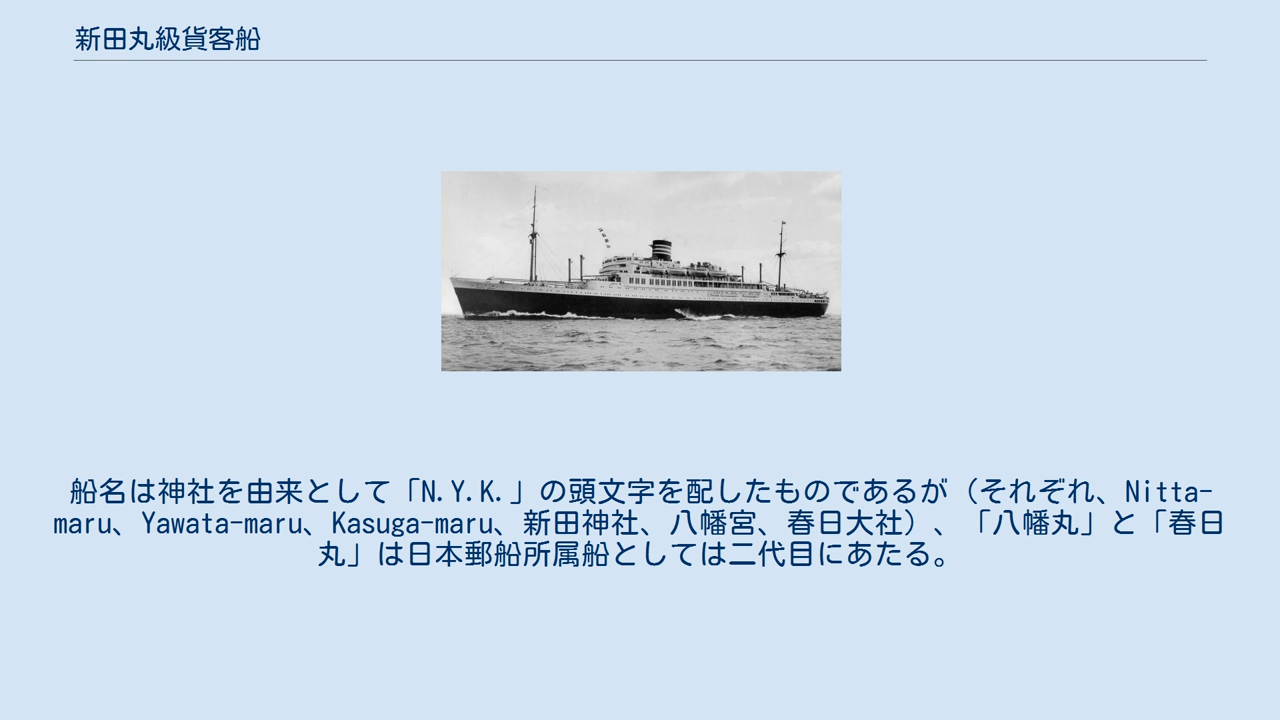 新田丸級貨客船
船名は神社を由来として「N.Y.K.」の頭文字を配したものであるが（それぞれ、Nitta-
maru、Yawata-maru、Kasuga-maru、新田神社、八幡宮、春日大社）、「八幡丸」と「春日
丸」は日本郵船所属船としては二代目にあたる。